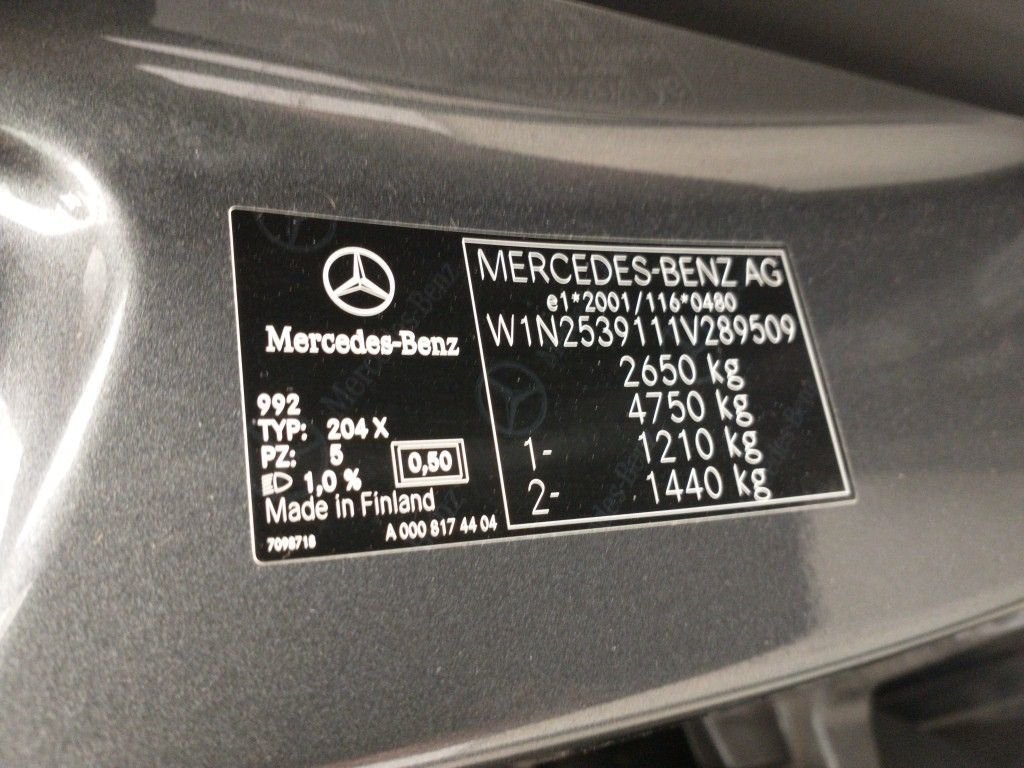 Mercedes-Benz
992
TYP: 204 X
PZ: 5
1,0 %
0,50
Made in Finland
7098718
A 000 817 44 04
MERCEDES-BENZ AG
e1*2001/116*0480
W1N2539111V289509
2650 kg
4750 kg
1- 1210 kg
2- 1440 kg